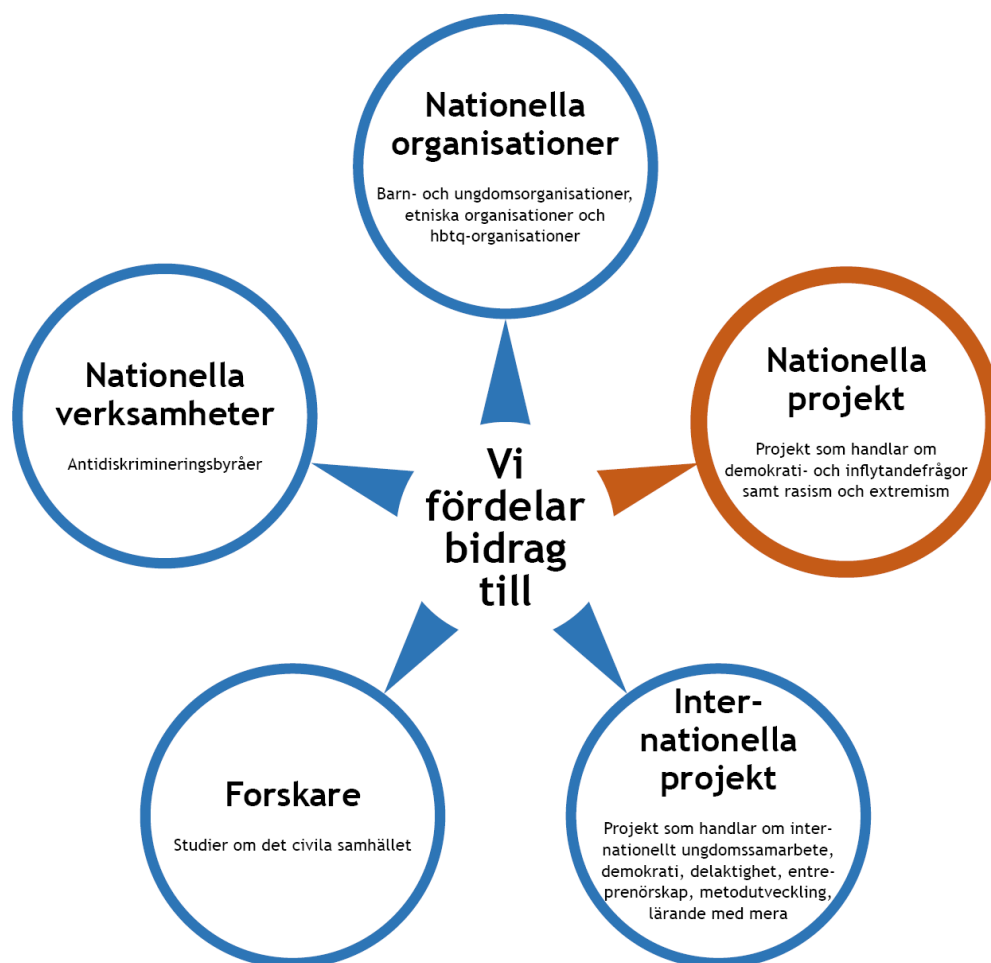 Nationella
organisationer
Barn- och ungdomsorganisationer,
etniska organisationer och
hbtq-organisationer
Nationella
verksamheter
Antidiskrimineringsbyråer
Nationella
projekt
Projekt som handlar om
demokrati- och inflytandefrågor
samt rasism och extremism
Vi
fördelar
bidrag
till
Forskare
Studier om det civila samhället
Inter-
nationella
projekt
Projekt som handlar om inter-
nationellt ungdomssamarbete,
demokrati, delaktighet, entre-
prenörskap, metodutveckling,
lärande med mera